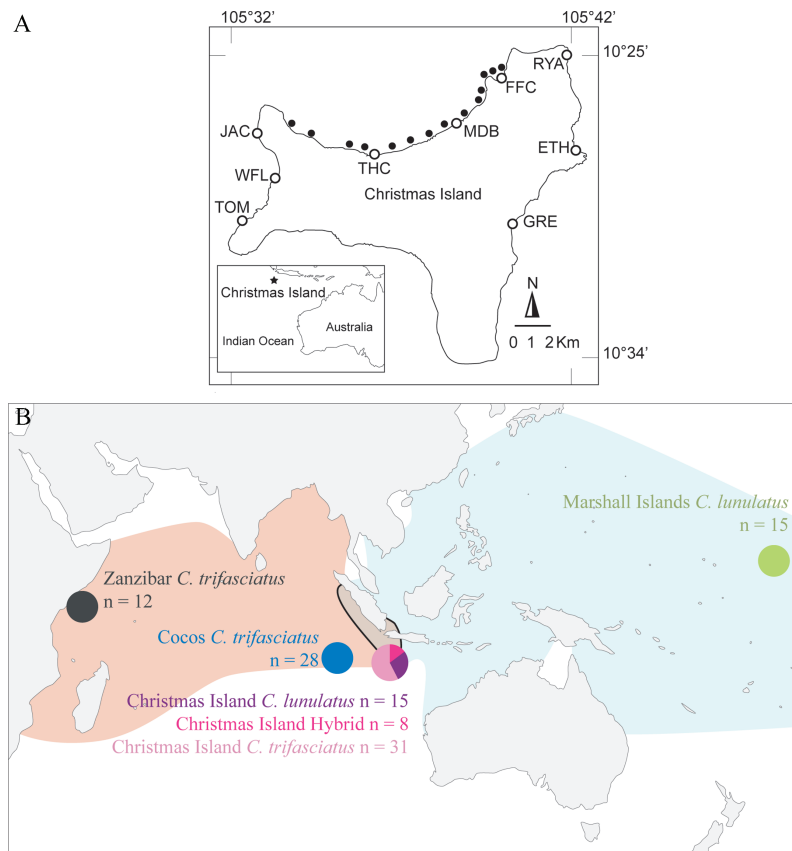 A
105°32’ 105°42’
10°25’
RYA
FFC
JAC
MDB
ETH
THC
WFL
Christmas Island
TOM
GRE
N
Christmas Island
Australia
Indian Ocean
0 1 2 Km
10°34’
B
Marshall Islands C. lunulatus
n = 15
Zanzibar C. trifasciatus
n = 12
Cocos C. trifasciatus
n = 28
Christmas Island C. lunulatus n = 15
Christmas Island Hybrid n = 8
Christmas Island C. trifasciatus n = 31